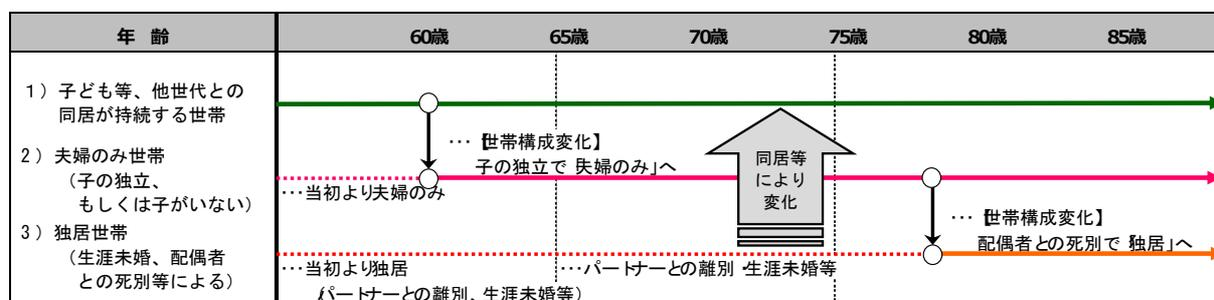 年 齢
60歳 65歳 70歳 75歳 80歳 85歳
1）子ども等、他世代との
同居が持続する世帯
…【世帯構成変化】
子の独立で「夫婦のみ」へ
2）夫婦のみ世帯
（子の独立、
もしくは子がいない）
…当初より夫婦のみ
同居等
により
変化
…【世帯構成変化】
配偶者との死別で「独居」へ
3）独居世帯
（生涯未婚、配偶者
との死別等による）
…当初より独居
（パートナーとの離別、生涯未婚等）
…パートナーとの離別・生涯未婚等